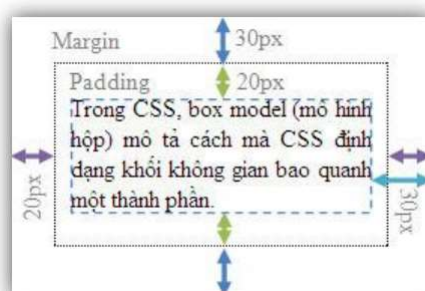 Margin
30px
Padding
20px
Trong CSS, box model (mô hình
hộp) mô tả cách mà CSS định
dạng khối không gian bao quanh
một thành phần.
20px
30px